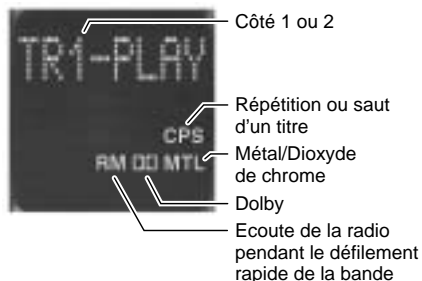 TR1-PLAY
Côté 1 ou 2
CPS
Répétition ou saut
d'un titre
RM DD MTL
Métal/Dioxyde
de chrome
Dolby
Ecoute de la radio
pendant le défilement
rapide de la bande